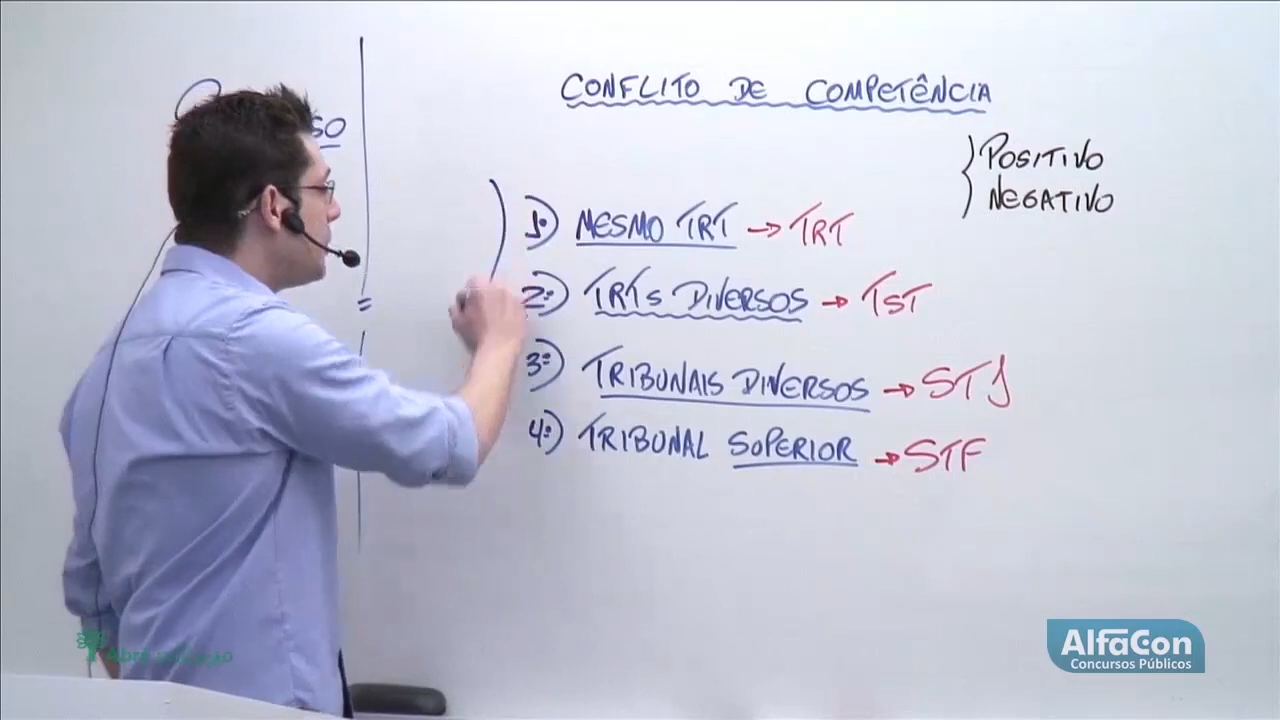 CONFLITO DE COMPETÊNCIA
POSITIVO
NEGATIVO
1º) MESMO TRT → TRT
2º) TRTs DIVERSOS → TST
3º) TRIBUNAIS DIVERSOS → STJ
4º) TRIBUNAL SUPERIOR → STF
AlfaCon
Concursos Públicos